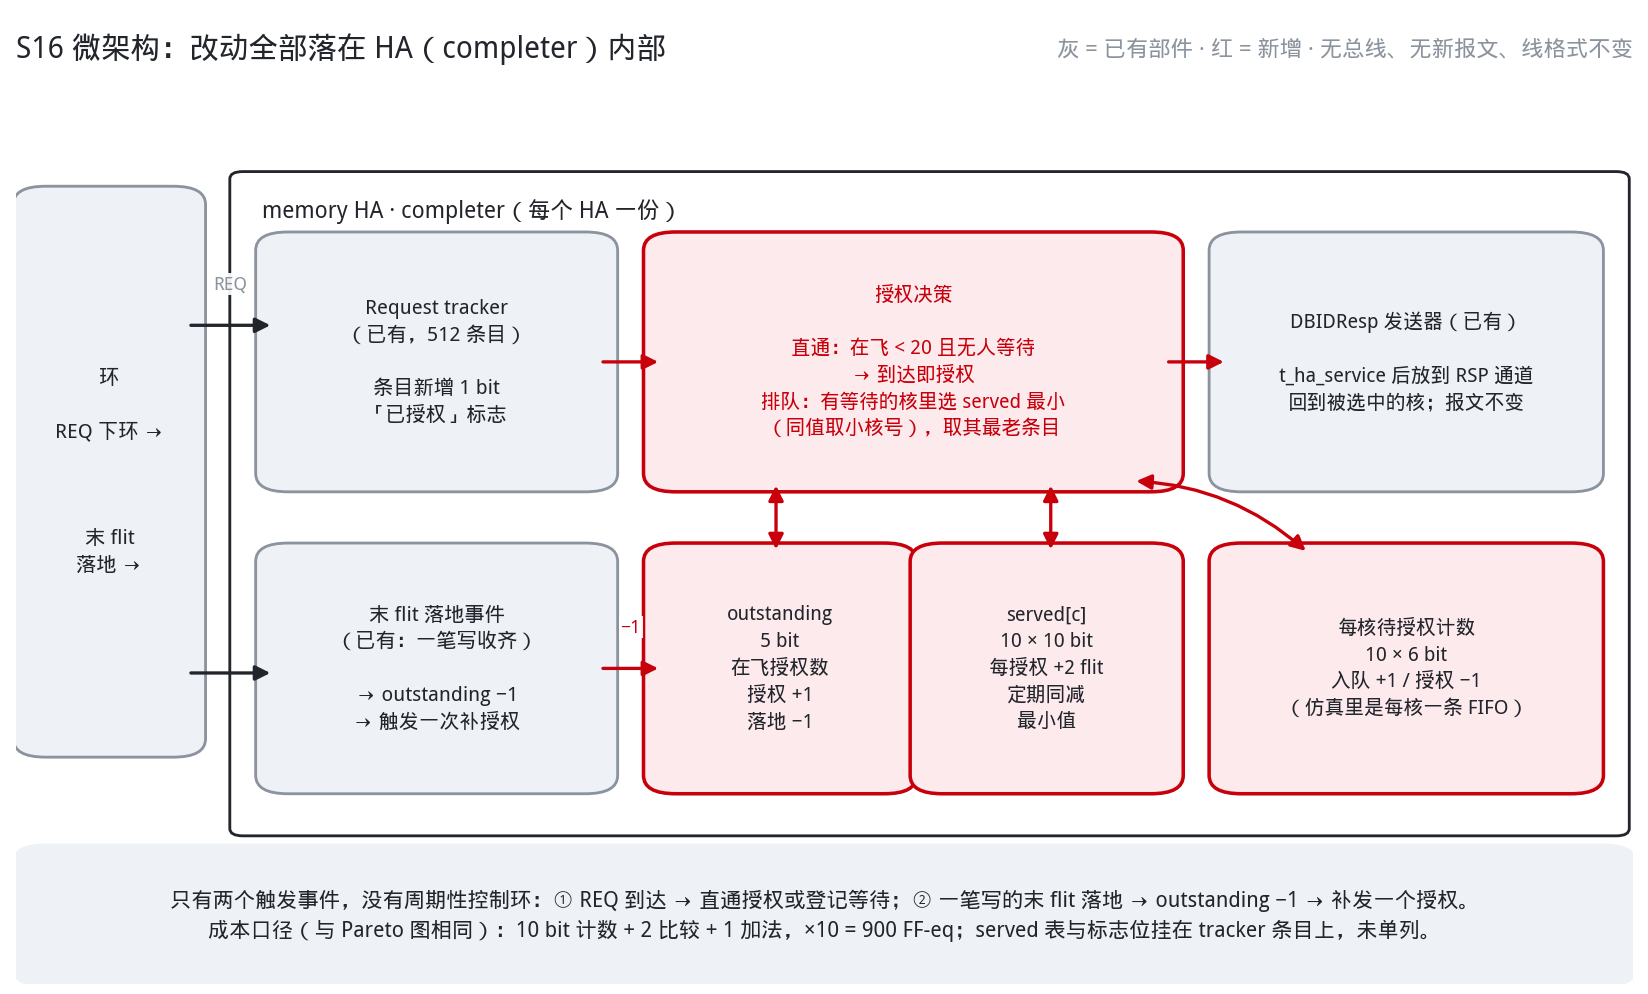 S16 微架构：改动全部落在 HA（completer）内部
灰 = 已有部件 · 红 = 新增 · 无总线、无新报文、线格式不变
memory HA · completer（每个 HA 一份）
环
REQ 下环 →
末 flit
落地 →
REQ
Request tracker
（已有，512 条目）
条目新增 1 bit
「已授权」标志
授权决策
直通：在飞 < 20 且无人等待
→ 到达即授权
排队：有等待的核里选 served 最小
（同值取小核号），取其最老条目
DBIDResp 发送器（已有）
t_ha_service 后放到 RSP 通道
回到被选中的核；报文不变
末 flit 落地事件
（已有：一笔写收齐）
→ outstanding −1
→ 触发一次补授权
−1
outstanding
5 bit
在飞授权数
授权 +1
落地 −1
served[c]
10 × 10 bit
每授权 +2 flit
定期同减
最小值
每核待授权计数
10 × 6 bit
入队 +1 / 授权 −1
（仿真里是每核一条 FIFO）
只有两个触发事件，没有周期性控制环：① REQ 到达 → 直通授权或登记等待；② 一笔写的末 flit 落地 → outstanding −1 → 补发一个授权。
成本口径（与 Pareto 图相同）：10 bit 计数 + 2 比较 + 1 加法，×10 = 900 FF-eq；served 表与标志位挂在 tracker 条目上，未单列。